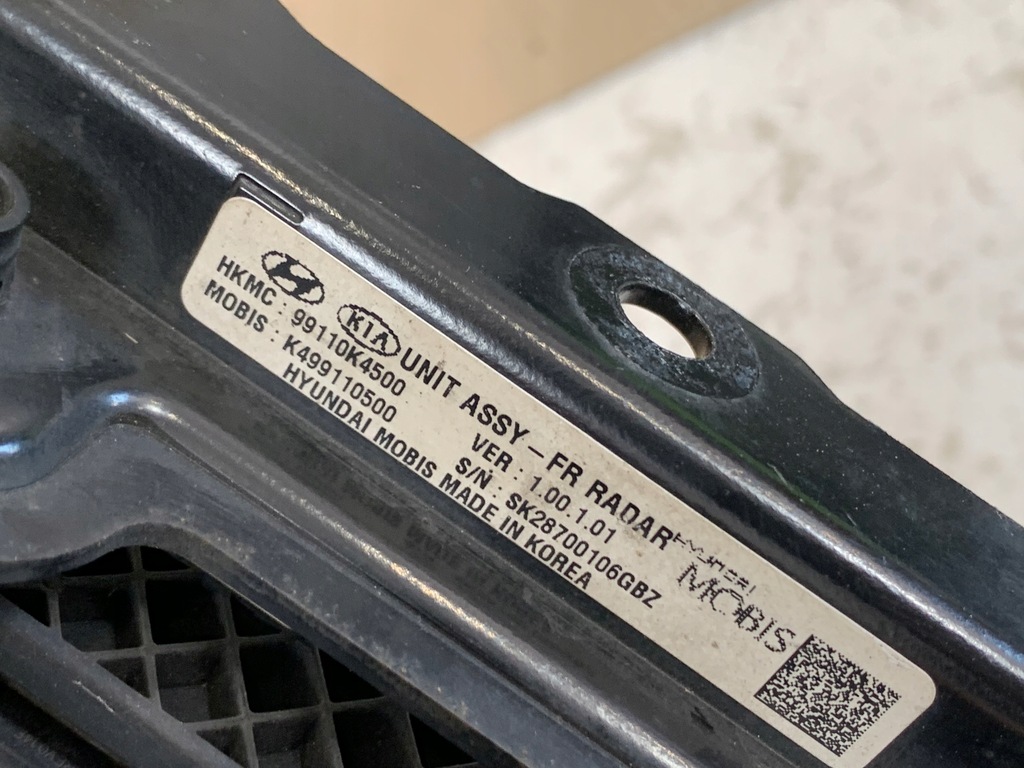 KIA UNIT ASSY-FR RADAR
HKMC : 99110K4500 VER : 1.00.1.01
MOBIS : K499110500 S/N : SK28700106GBZ
HYUNDAI MOBIS MADE IN KOREA
MOBIS